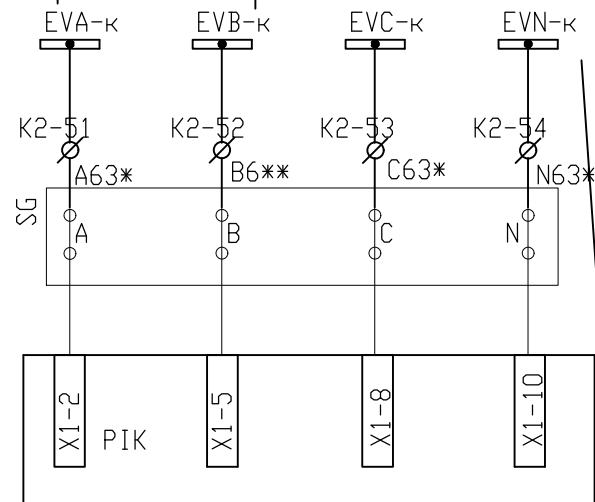 EVA-к EVB-к EVC-к EVN-к
K2-51 K2-52 K2-53 K2-54
A63* B6** C63* N63*
SG A B C N
X1-2 PIK X1-5 X1-8 X1-10